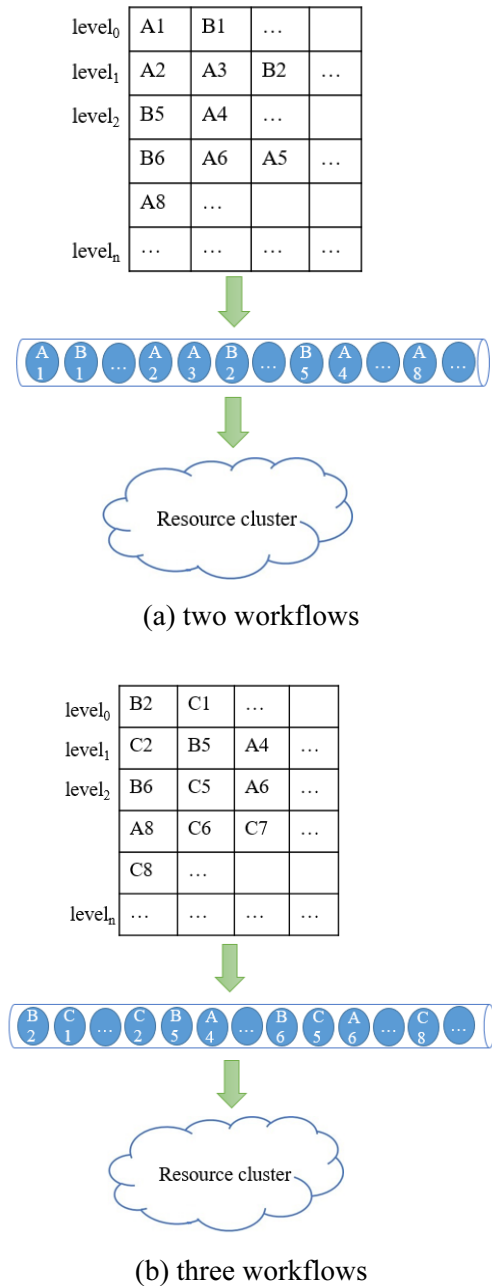 level0 A1 B1 …
level1 A2 A3 B2 …
level2 B5 A4 …
B6 A6 A5 …
A8 …
leveln … … … …
A1 B1 … A2 A3 B2 … B5 A4 … A8 …
Resource cluster
(a) two workflows
level0 B2 C1 …
level1 C2 B5 A4 …
level2 B6 C5 A6 …
A8 C6 C7 …
C8 …
leveln … … … …
B2 C1 … C2 B5 A4 … B6 C5 A6 … C8 …
Resource cluster
(b) three workflows